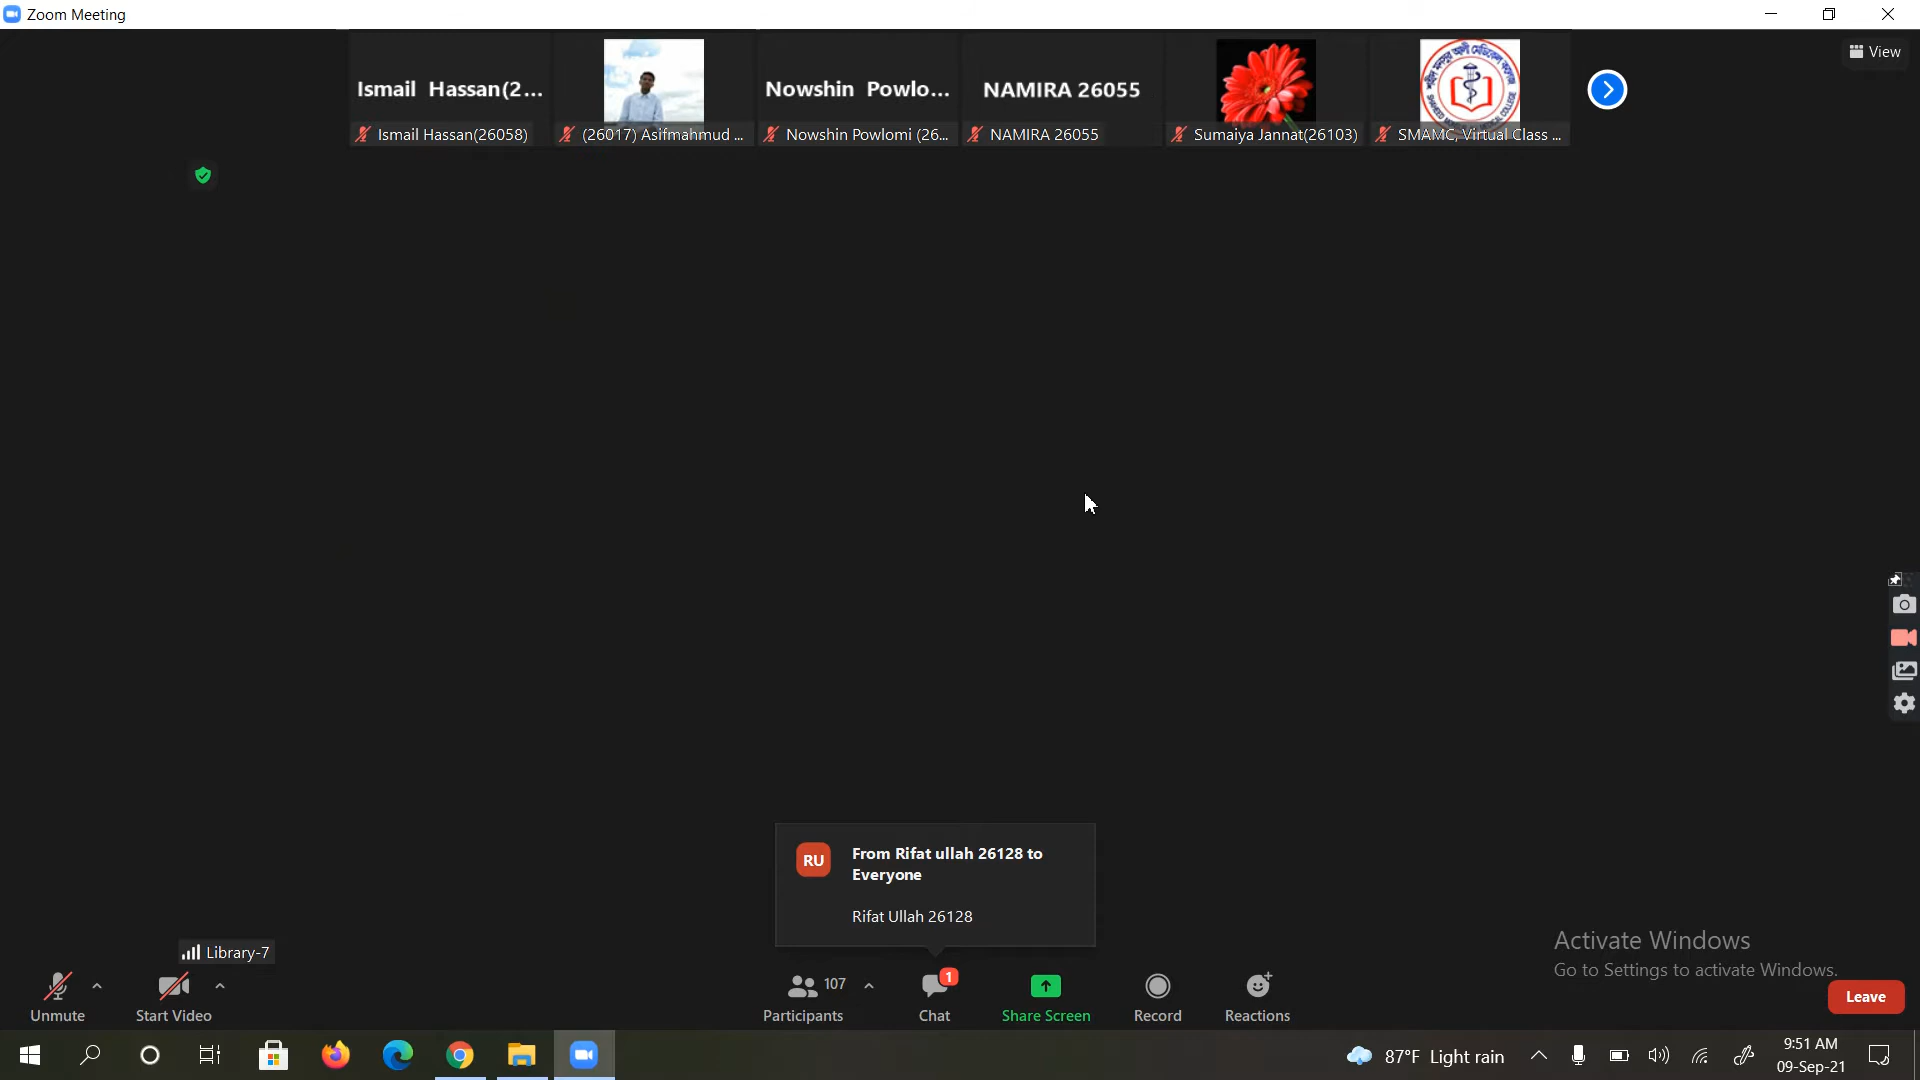 Zoom Meeting
View
Ismail Hassan(2...
Nowshin Powlo...
NAMIRA 26055
Ismail Hassan(26058)
(26017) Asifmahmud ...
Nowshin Powlomi (26...
NAMIRA 26055
Sumaiya Jannat(26103)
SMAMC, Virtual Class ...
RU
From Rifat ullah 26128 to
Everyone
Rifat Ullah 26128
Library-7
Activate Windows
Go to Settings to activate Windows.
Unmute
Start Video
107
Participants
1
Chat
Share Screen
Record
Reactions
Leave
87°F Light rain
9:51 AM
09-Sep-21